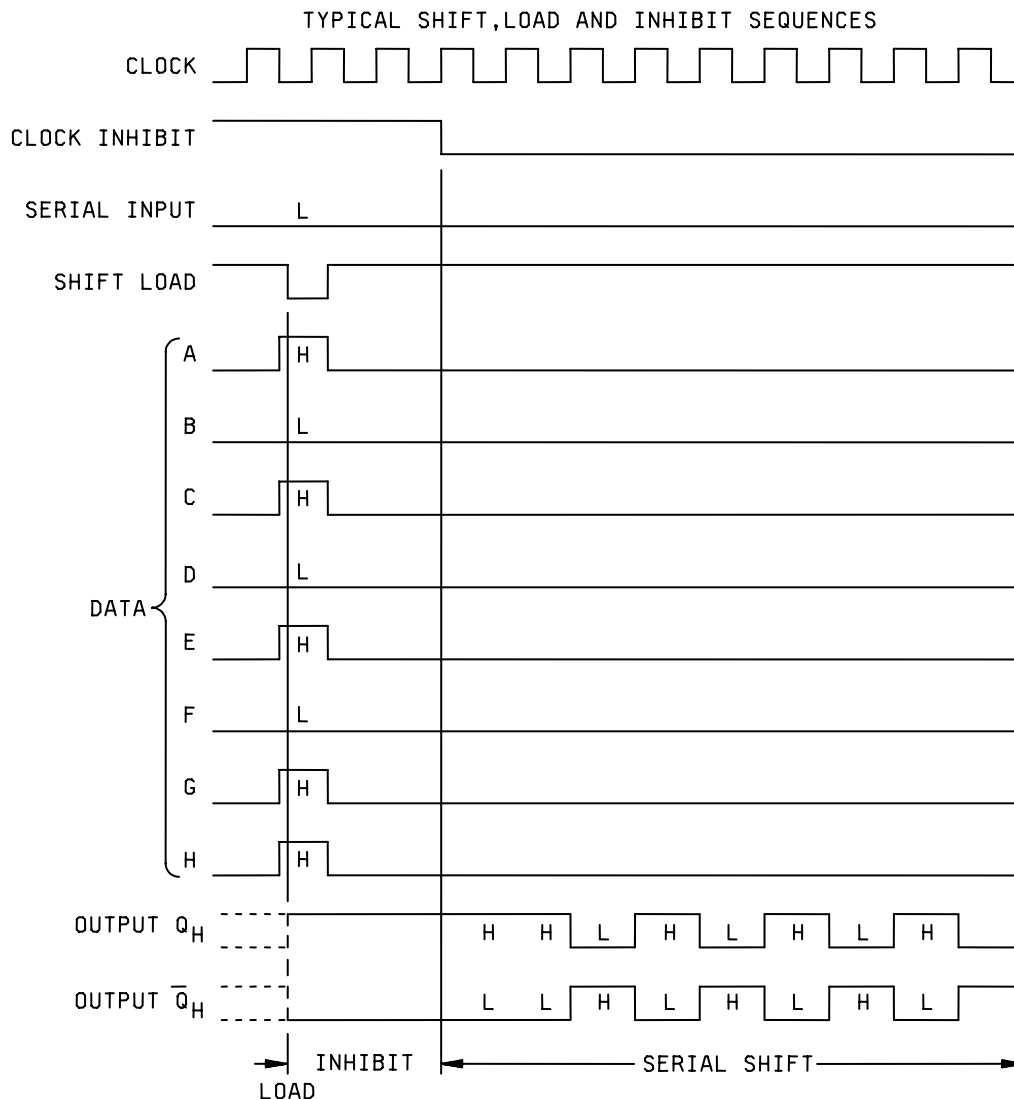 TYPICAL SHIFT,LOAD AND INHIBIT SEQUENCES
CLOCK
CLOCK INHIBIT
SERIAL INPUT L
SHIFT LOAD
DATA
A H
B L
C H
D L
E H
F L
G H
H H
OUTPUT QH H H L H L H L H
OUTPUT Q̅H L L H L H L H L
INHIBIT SERIAL SHIFT
LOAD